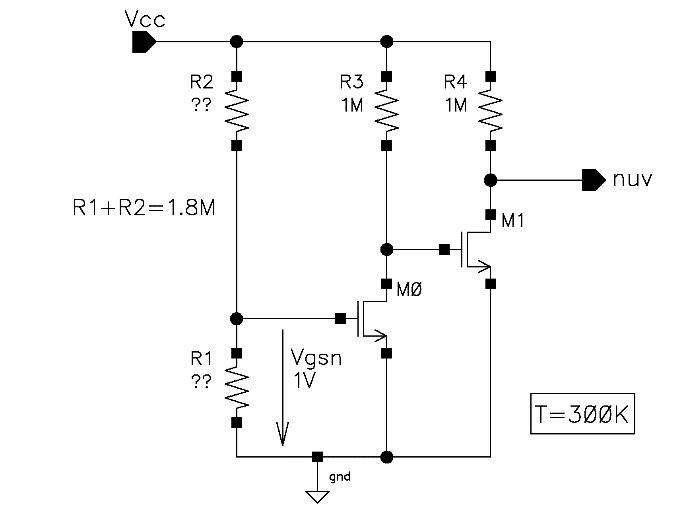 Vcc
R2
??
R3
1M
R4
1M
nuv
R1+R2=1.8M
M1
MØ
R1
??
Vgsn
1V
T=3ØØK
gnd